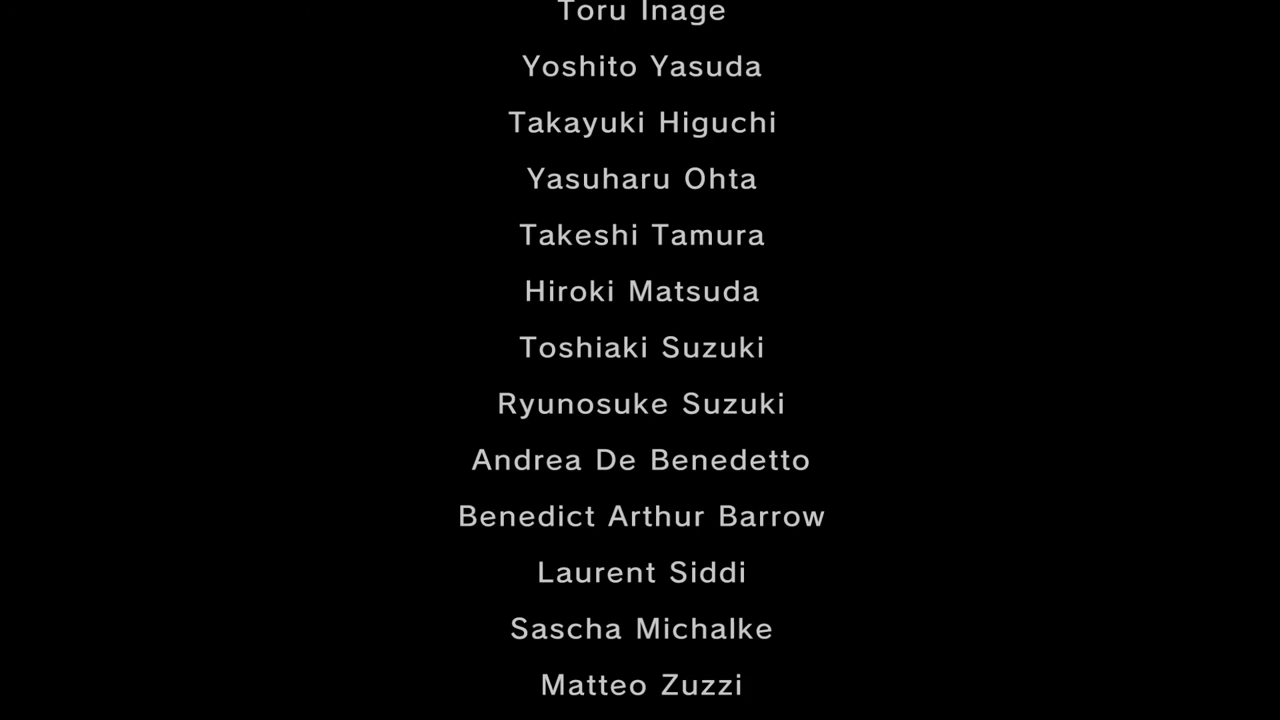 Toru Inage
Yoshito Yasuda
Takayuki Higuchi
Yasuharu Ohta
Takeshi Tamura
Hiroki Matsuda
Toshiaki Suzuki
Ryunosuke Suzuki
Andrea De Benedetto
Benedict Arthur Barrow
Laurent Siddi
Sascha Michalke
Matteo Zuzzi